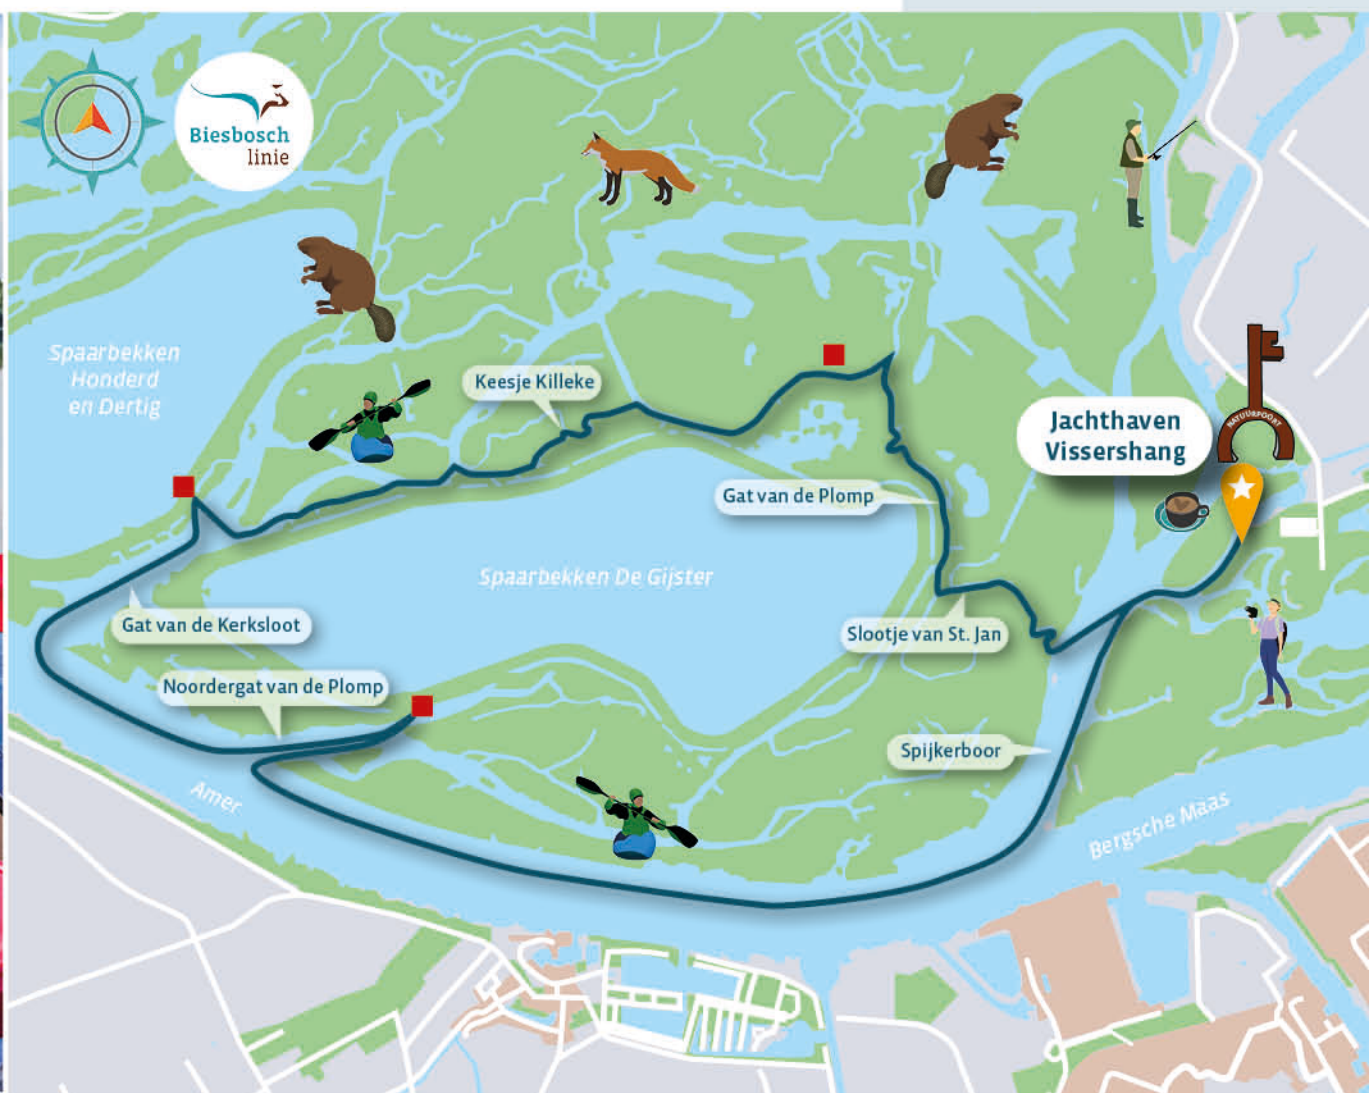 Biesbosch
linie
Spaarbekken
Honderd
en Dertig
Keesje Killeke
Jachthaven
Vissershang
NATUURPOORT
Gat van de Plomp
Spaarbekken De Gijster
Gat van de Kerksloot
Slootje van St. Jan
Noordergat van de Plomp
Spijkerboor
Amer
Bergsche Maas